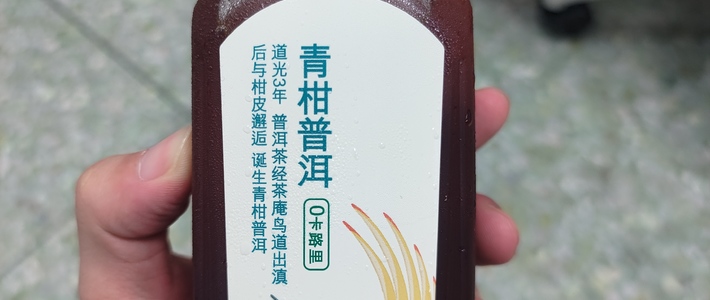 青柑普洱
0卡路里
道光3年 普洱茶经茶庵鸟道出滇
后与柑皮邂逅 诞生青柑普洱